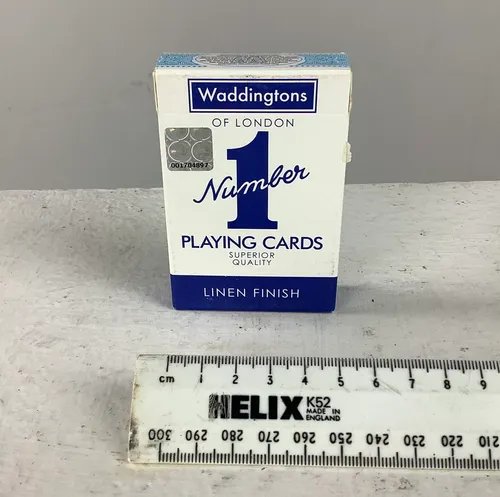 Waddingtons
OF LONDON
001704897
Number
1
PLAYING CARDS
SUPERIOR
QUALITY
LINEN FINISH
cm 1 2 3 4 5 6 7 8 9
HELIX K52
MADE IN
ENGLAND
300 290 280 270 260 250 240 230 220 210